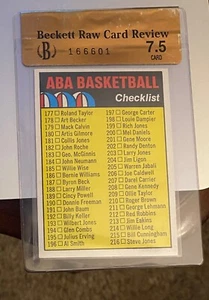 Beckett Raw Card Review
B
166601
7.5
CARD
ABA BASKETBALL
Checklist
177 Roland Taylor
178 Art Becker
179 Mack Calvin
180 Artis Gilmore
181 Collis Jones
182 John Roche
183 Geo. McGinnis
184 John Neumann
185 Willie Wise
186 Bernie Williams
187 Byron Beck
188 Larry Miller
189 Cincy Powell
190 Donnie Freeman
191 John Baum
192 Billy Keller
193 Wilbert Jones
194 Glen Combs
195 Julius Erving
196 Al Smith
197 George Carter
198 Louie Dampier
199 Rich Jones
200 Mel Daniels
201 Gene Moore
202 Randy Denton
203 Larry Jones
204 Jim Ligon
205 Warren Jabali
206 Joe Caldwell
207 Darel Carrier
208 Gene Kennedy
209 Ollie Taylor
210 Roger Brown
211 George Lehmann
212 Red Robbins
213 Jim Eakins
214 Willie Long
215 Bill Cunningham
216 Steve Jones